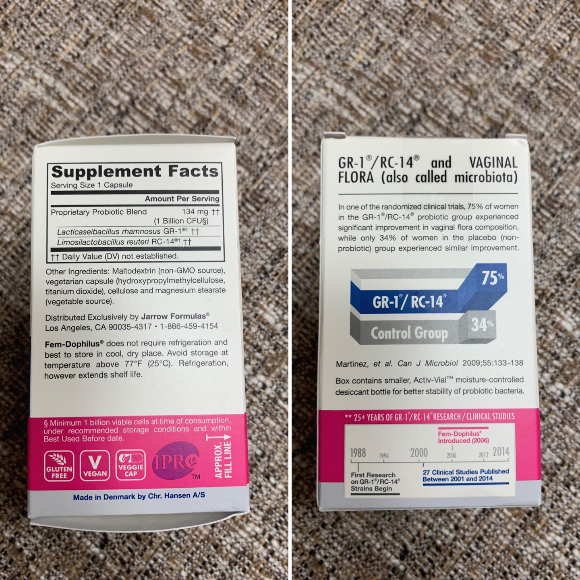 Supplement Facts
Serving Size 1 Capsule
Amount Per Serving
Proprietary Probiotic Blend 134 mg ††
(1 Billion CFU§)
Lacticaseibacillus rhamnosus GR-1®* ††
Limosilactobacillus reuteri RC-14®* ††
†† Daily Value (DV) not established.
Other Ingredients: Maltodextrin (non-GMO source),
vegetarian capsule (hydroxypropylmethylcellulose,
titanium dioxide), cellulose and magnesium stearate
(vegetable source).
Distributed Exclusively by Jarrow Formulas®
Los Angeles, CA 90035-4317 • 1-866-459-4154
Fem-Dophilus® does not require refrigeration and
best to store in cool, dry place. Avoid storage at
temperature above 77°F (25°C). Refrigeration,
however extends shelf life.
§ Minimum 1 billion viable cells at time of consumption,
under recommended storage conditions and within
Best Used Before date.
GLUTEN
FREE
V
VEGAN
VEGGIE
CAP
IPRC
TM
APPROX.
FILL LINE
Made in Denmark by Chr. Hansen A/S
GR-1®/RC-14® and VAGINAL
FLORA (also called microbiota)
In one of the randomized clinical trials, 75% of women
in the GR-1®/RC-14® probiotic group experienced
significant improvement in vaginal flora composition,
while only 34% of women in the placebo (non-
probiotic) group experienced similar improvement.
75%
GR-1®/ RC-14®
Control Group
34%
Martinez, et al. Can J Microbiol 2009;55:133-138
Box contains smaller, Activ-Vial™ moisture-controlled
desiccant bottle for better stability of probiotic bacteria.
** 25+ YEARS OF GR-1®/RC-14® RESEARCH / CLINICAL STUDIES
Fem-Dophilus®
Introduced (2006)
1988 1994 2000 2006 2012 2014
First Research
on GR-1®/RC-14®
Strains Begin
27 Clinical Studies Published
Between 2001 and 2014